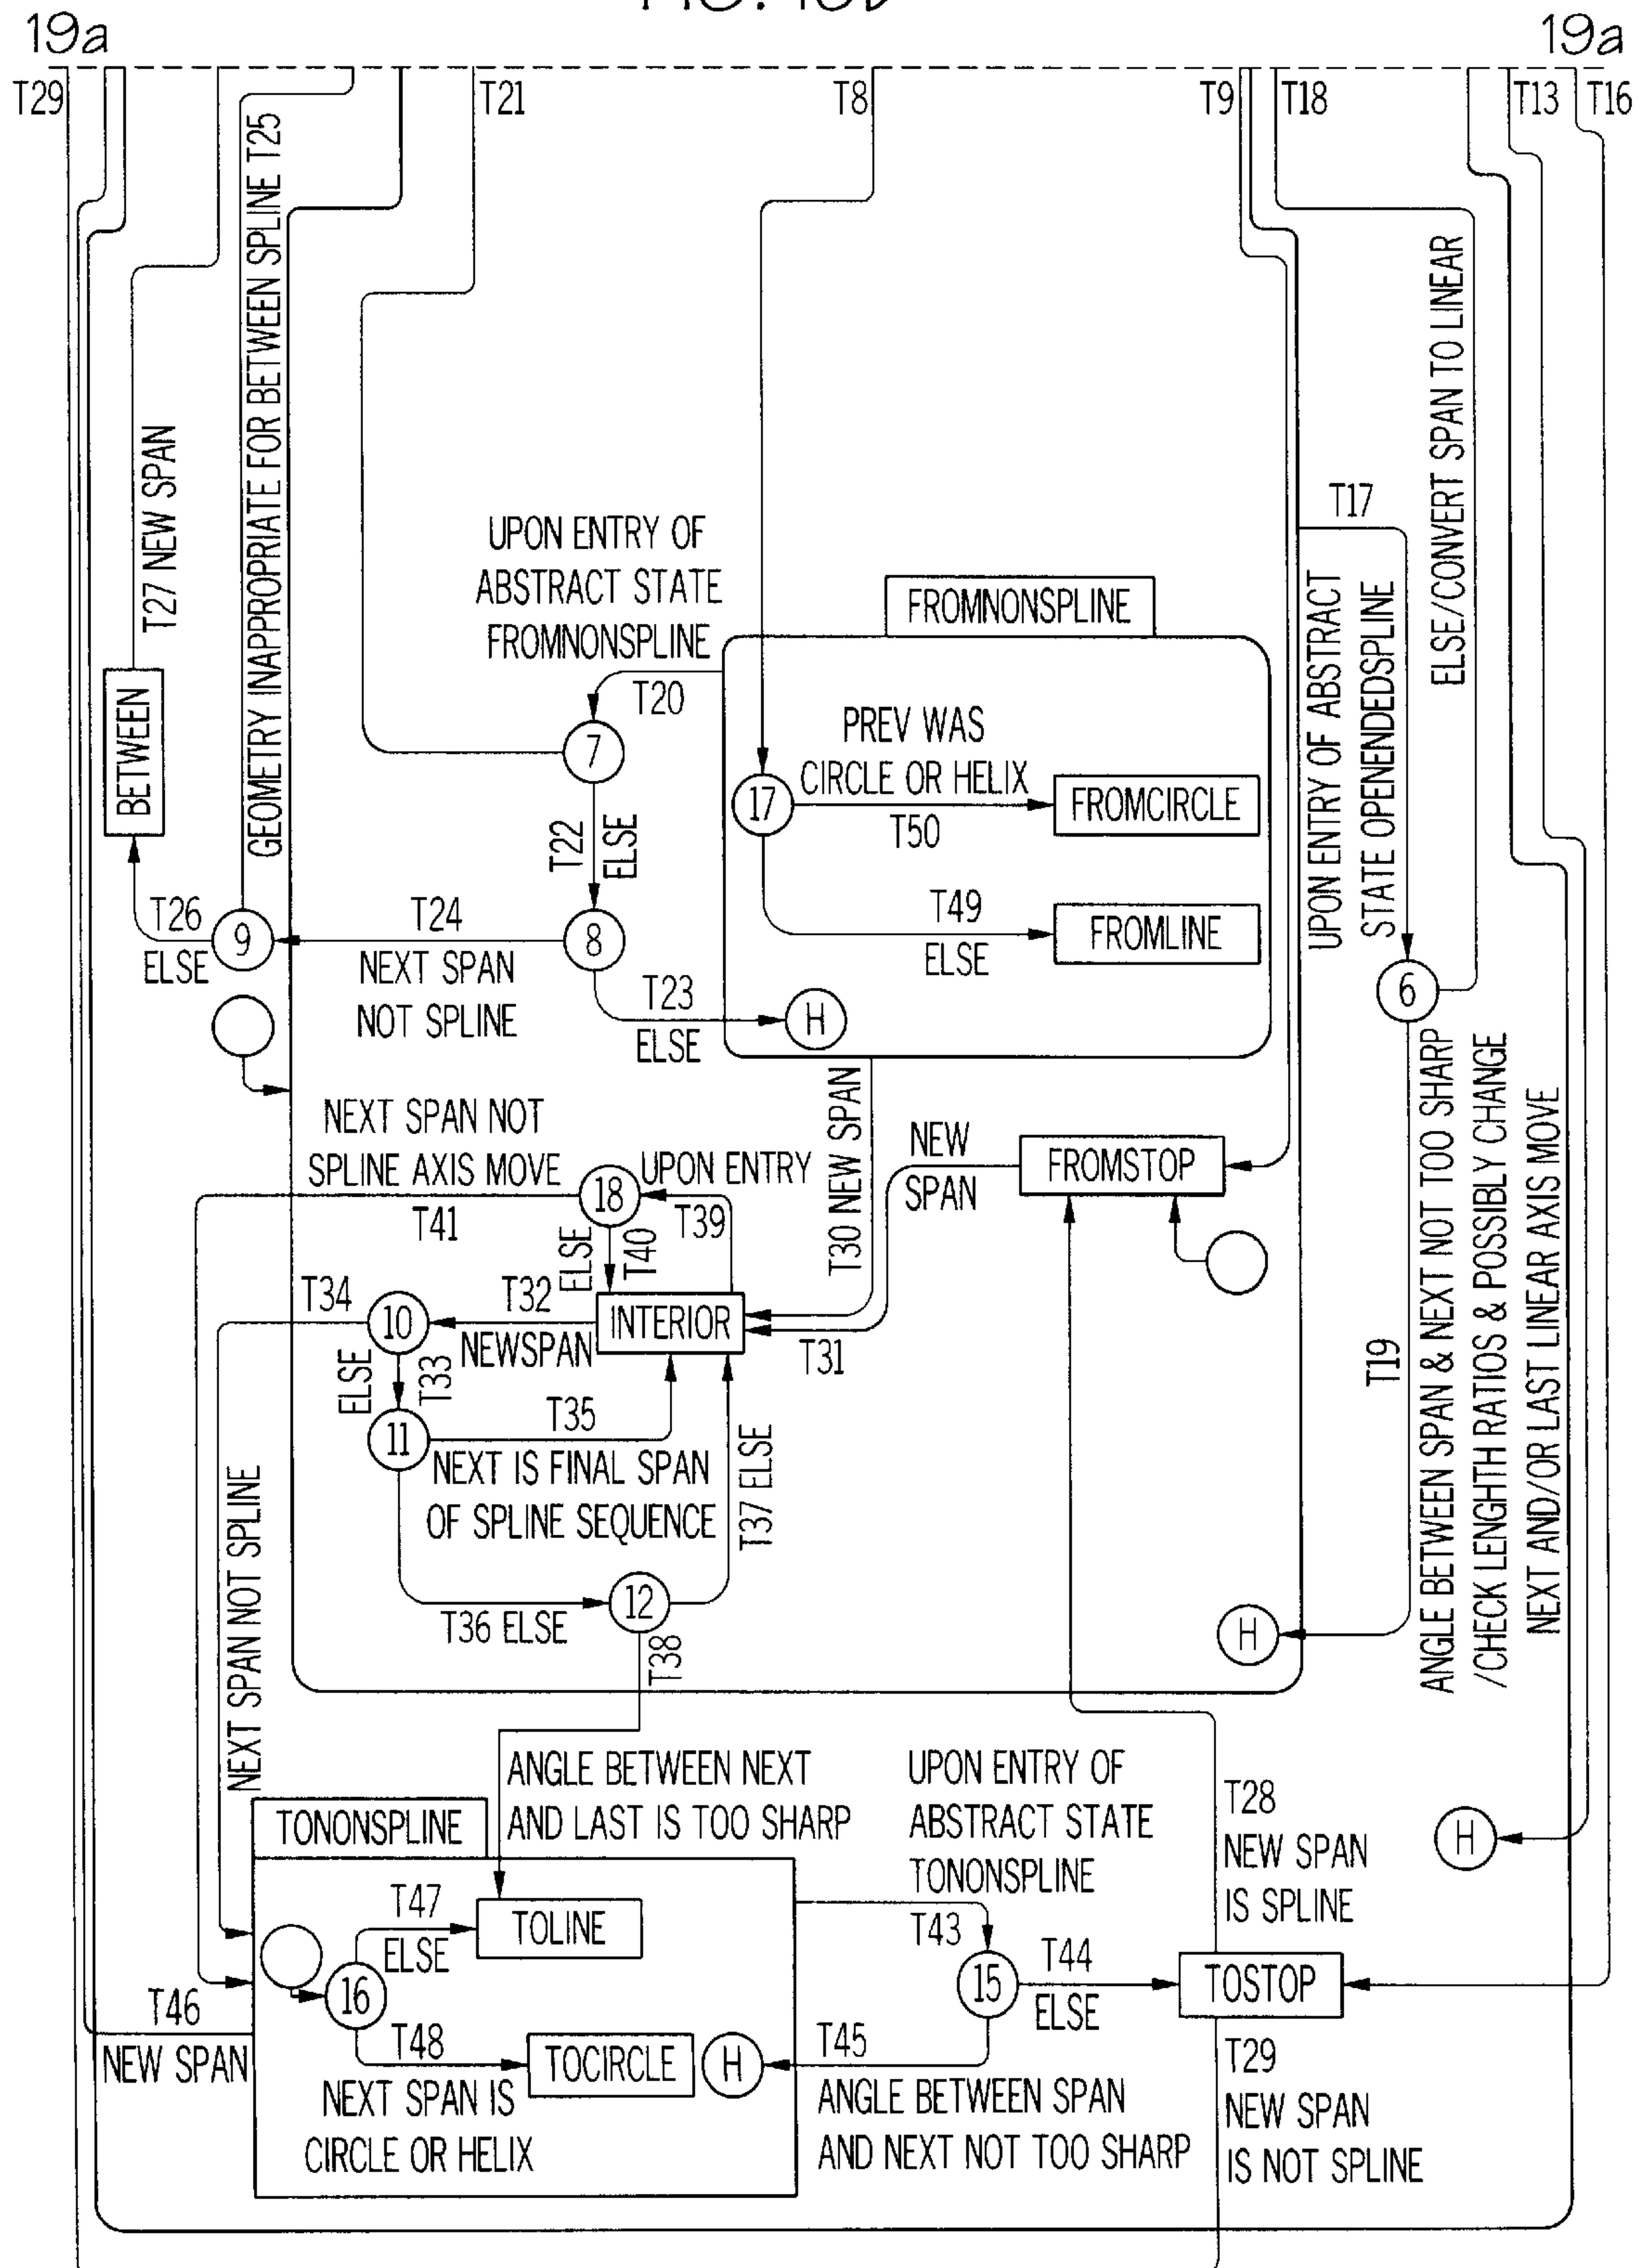 19a
19a
T29
T21
T8
T9
T18
T13
T16
GEOMETRY INAPPROPRIATE FOR BETWEEN SPLINE T25
T27 NEW SPAN
ELSE/CONVERT SPAN TO LINEAR
T17
UPON ENTRY OF
ABSTRACT STATE
FROMNONSPLINE
FROMNONSPLINE
UPON ENTRY OF ABSTRACT
STATE OPENENDEDSPLINE
T20
BETWEEN
7
PREV WAS
CIRCLE OR HELIX
17
T50
FROMCIRCLE
T22
ELSE
T26
ELSE
9
T24
NEXT SPAN
NOT SPLINE
8
T49
ELSE
FROMLINE
T23
ELSE
H
6
NEXT SPAN NOT
SPLINE AXIS MOVE
T41
18
UPON ENTRY
T39
ELSE
T40
T30 NEW SPAN
NEW
SPAN
FROMSTOP
T31
T34
10
T32
NEWSPAN
INTERIOR
ELSE
T33
11
T35
NEXT IS FINAL SPAN
OF SPLINE SEQUENCE
T37 ELSE
T36 ELSE
12
T38
T19
ANGLE BETWEEN SPAN & NEXT NOT TOO SHARP
/CHECK LENGHTH RATIOS & POSSIBLY CHANGE
NEXT AND/OR LAST LINEAR AXIS MOVE
H
NEXT SPAN NOT SPLINE
ANGLE BETWEEN NEXT
AND LAST IS TOO SHARP
UPON ENTRY OF
ABSTRACT STATE
TONONSPLINE
T28
NEW SPAN
IS SPLINE
H
TONONSPLINE
T47
ELSE
TOLINE
T43
15
T44
ELSE
TOSTOP
16
T46
NEW SPAN
T48
NEXT SPAN IS
CIRCLE OR HELIX
TOCIRCLE
H
T45
ANGLE BETWEEN SPAN
AND NEXT NOT TOO SHARP
T29
NEW SPAN
IS NOT SPLINE